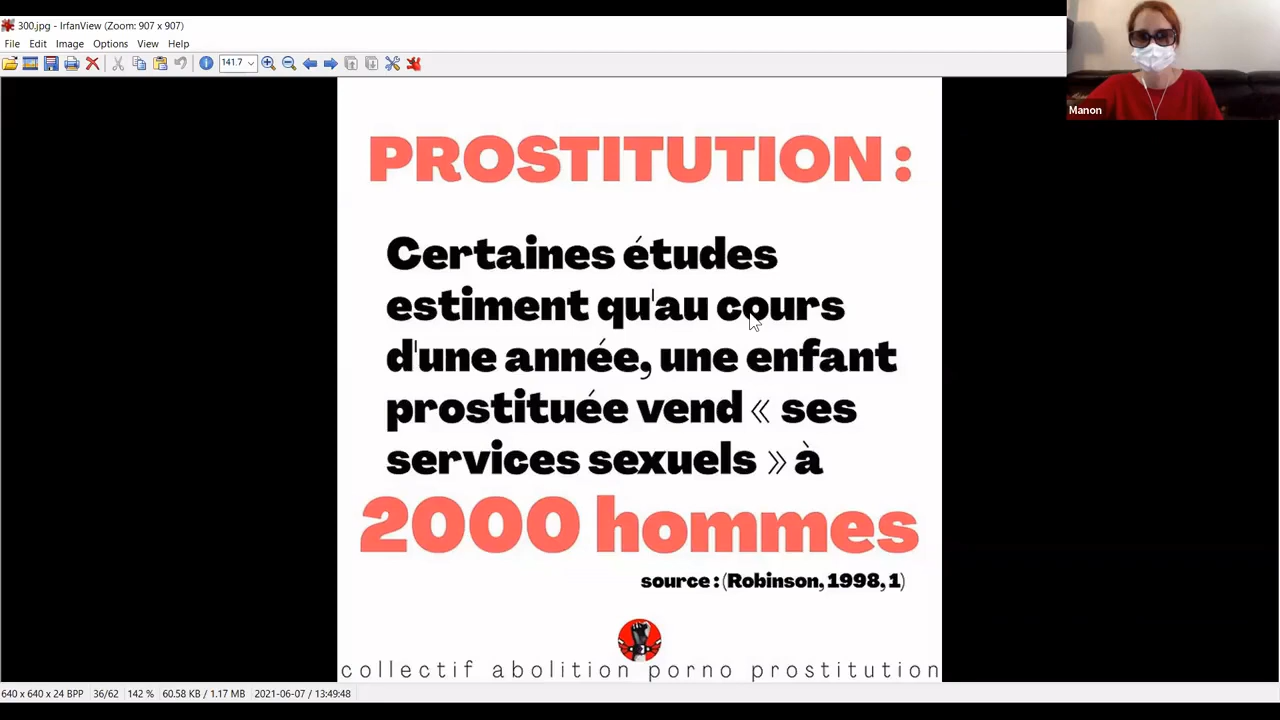 300.jpg - IrfanView (Zoom: 907 x 907)
File Edit Image Options View Help
141.7
Manon
PROSTITUTION :
Certaines études
estiment qu'au cours
d'une année, une enfant
prostituée vend « ses
services sexuels » à
2000 hommes
source : (Robinson, 1998, 1)
collectif abolition porno prostitution
640 x 640 x 24 BPP 36/62 142 % 60.58 KB / 1.17 MB 2021-06-07 / 13:49:48